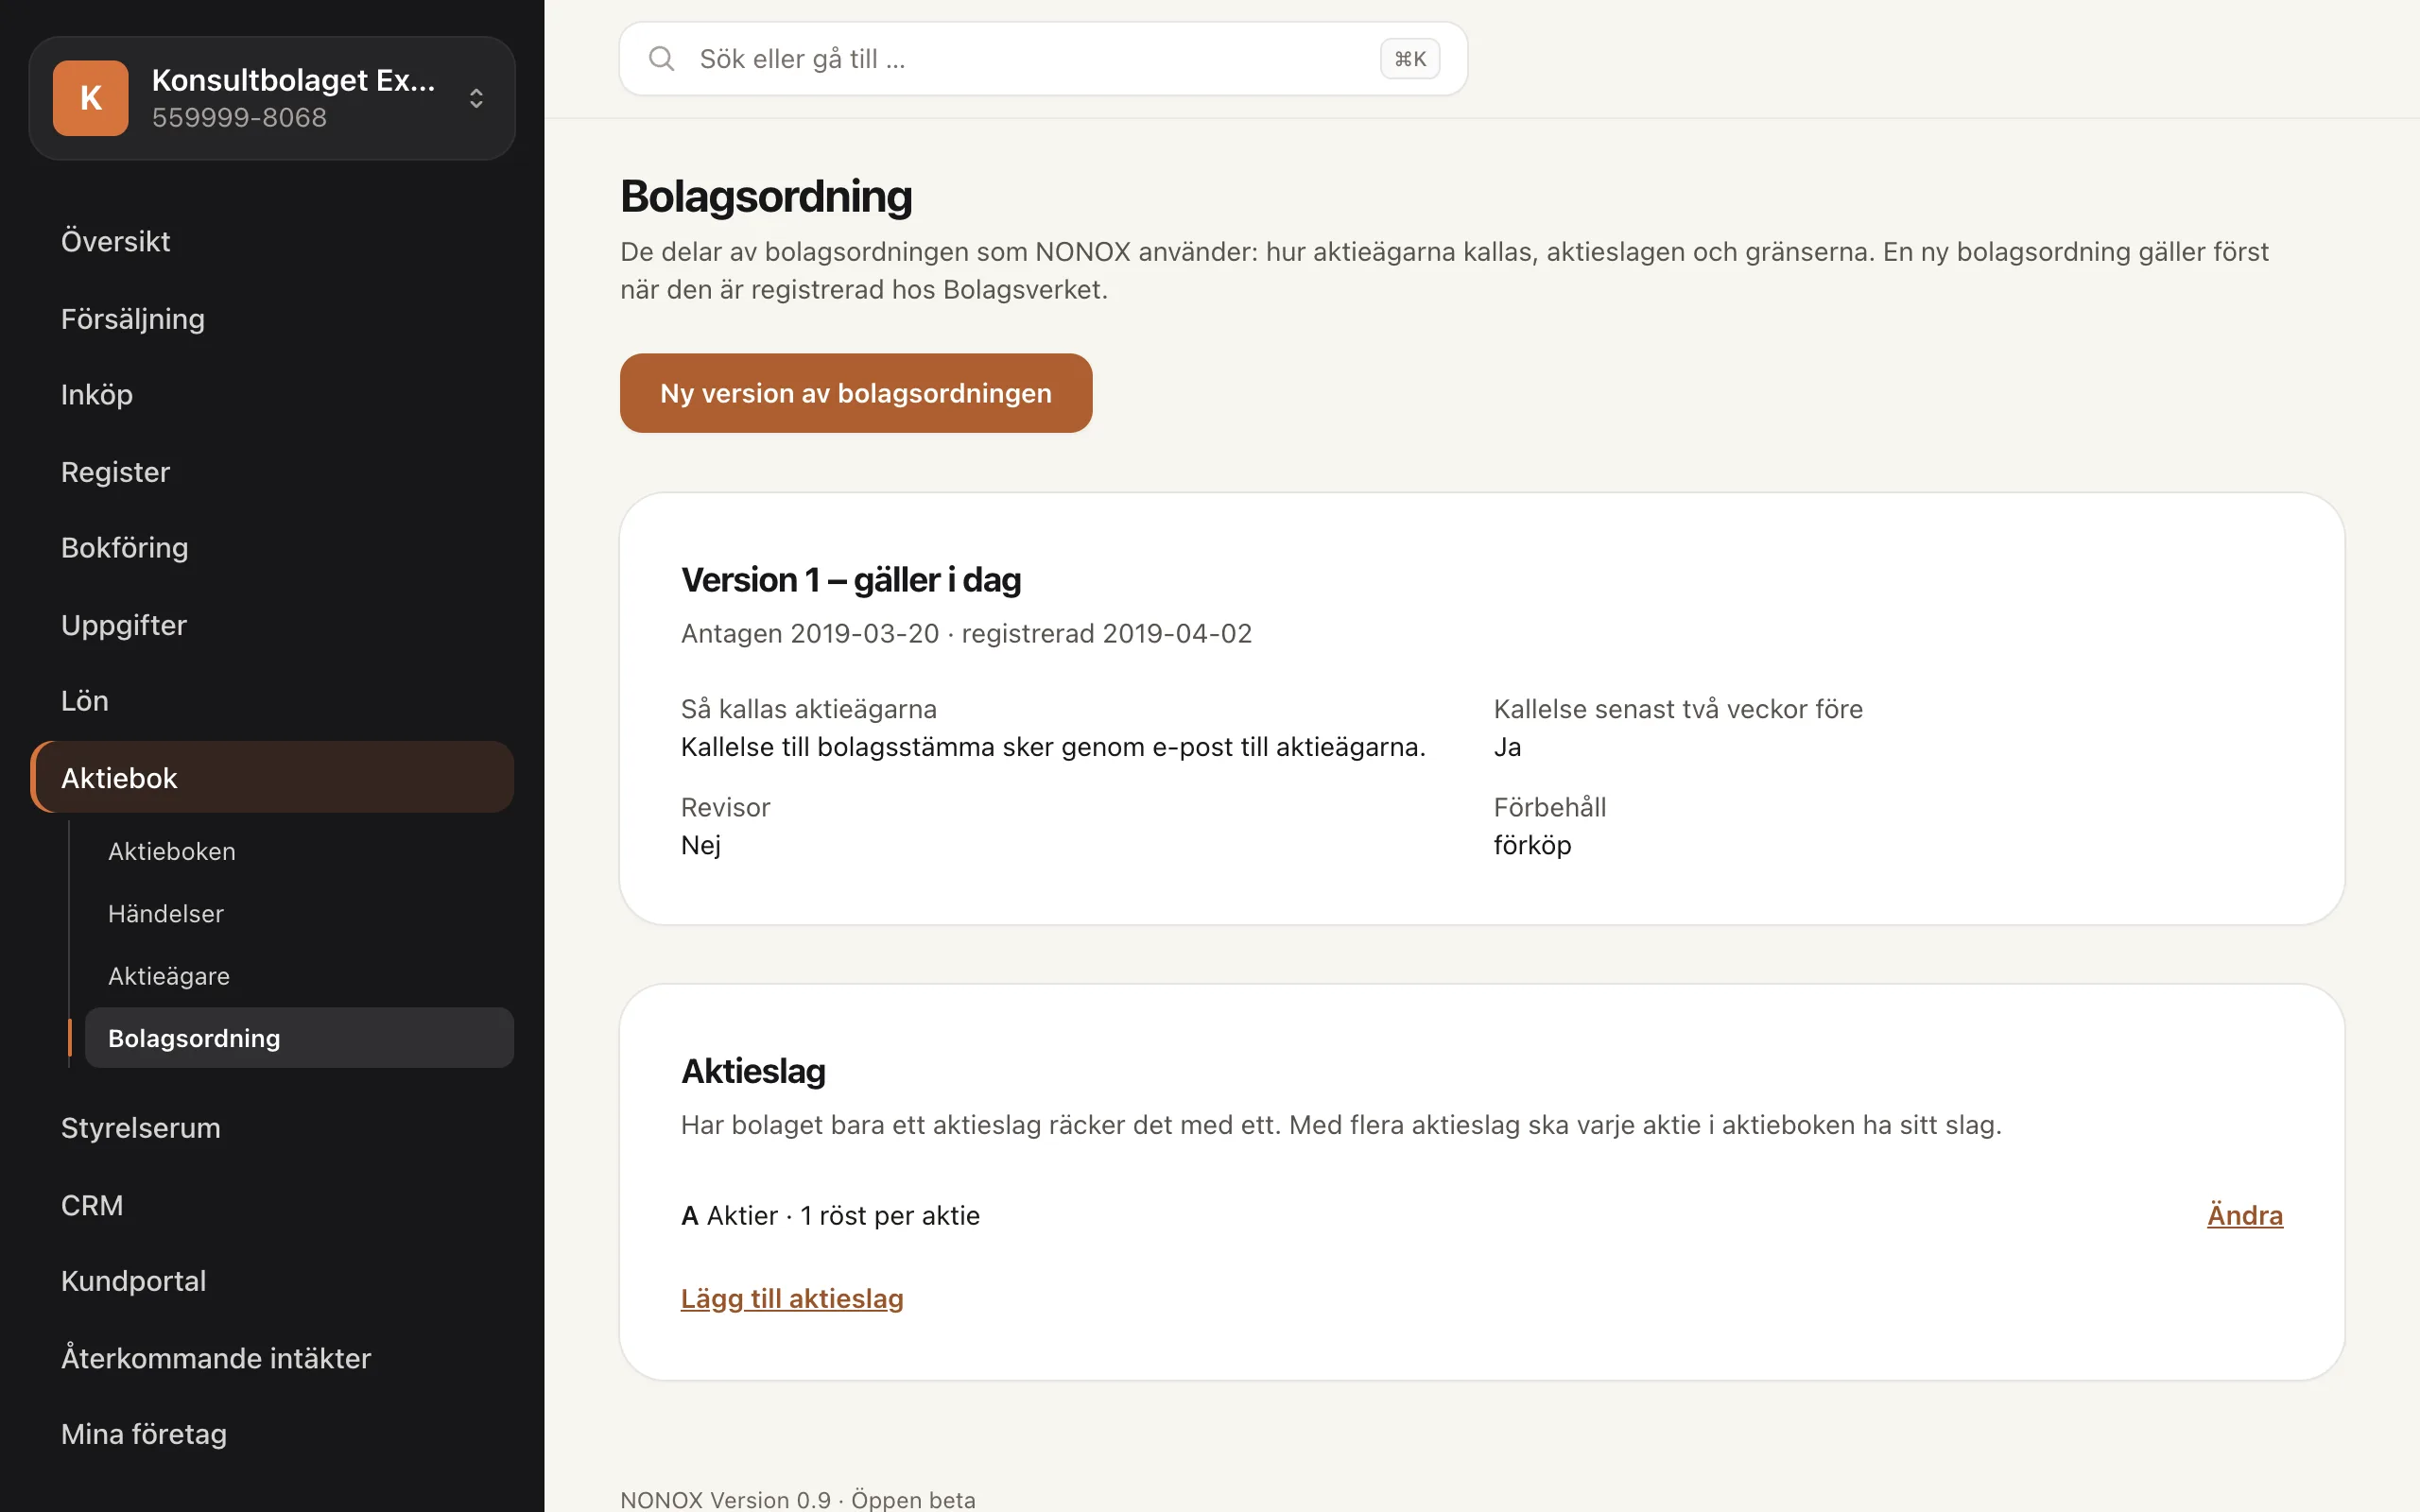 K
Konsultbolaget Ex...
559999-8068
Översikt
Försäljning
Inköp
Register
Bokföring
Uppgifter
Lön
Aktiebok
Aktieboken
Händelser
Aktieägare
Bolagsordning
Styrelserum
CRM
Kundportal
Återkommande intäkter
Mina företag
Sök eller gå till ...
⌘K
Bolagsordning
De delar av bolagsordningen som NONOX använder: hur aktieägarna kallas, aktieslagen och gränserna. En ny bolagsordning gäller först
när den är registrerad hos Bolagsverket.
Ny version av bolagsordningen
Version 1 – gäller i dag
Antagen 2019-03-20 · registrerad 2019-04-02
Så kallas aktieägarna
Kallelse till bolagsstämma sker genom e-post till aktieägarna.
Kallelse senast två veckor före
Ja
Revisor
Nej
Förbehåll
förköp
Aktieslag
Har bolaget bara ett aktieslag räcker det med ett. Med flera aktieslag ska varje aktie i aktieboken ha sitt slag.
A Aktier · 1 röst per aktie
Ändra
Lägg till aktieslag
NONOX Version 0.9 · Öppen beta